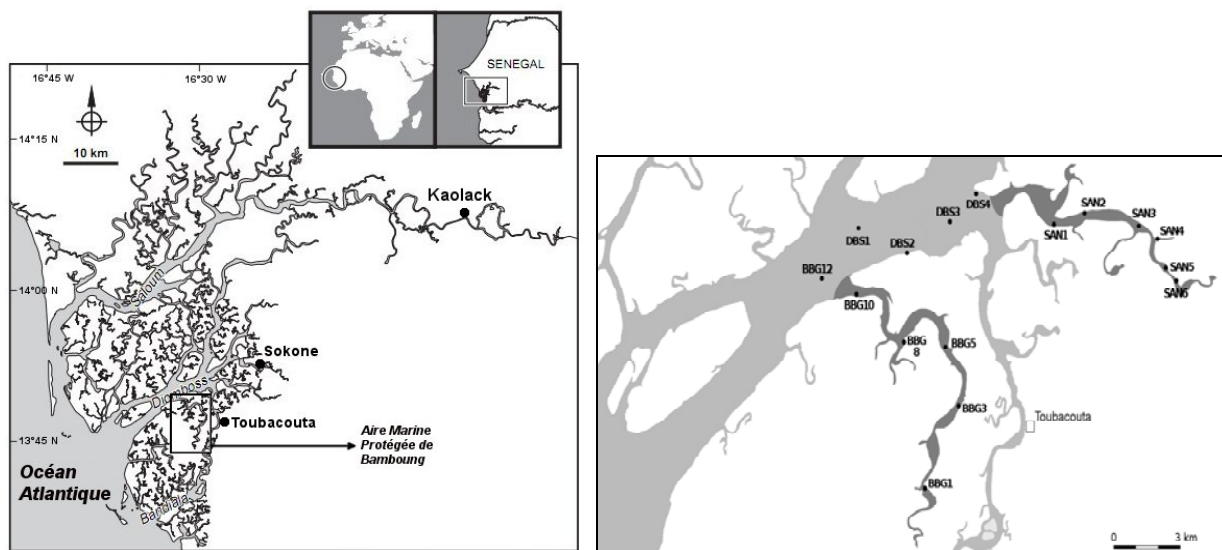 16°45 W
16°30 W
SENEGAL
14°15 N
10 km
Kaolack
14°00 N
Saloum
Sokone
Diomboss
Toubacouta
13°45 N
Aire Marine
Protégée de
Bamboung
Océan
Atlantique
Bandiala
DBS4
SAN2
DBS3
SAN1
SAN3
SAN4
DBS1
DBS2
SAN5
BBG12
SAN6
BBG10
BBG
8
BBG5
BBG3
Toubacouta
BBG1
0
3 km